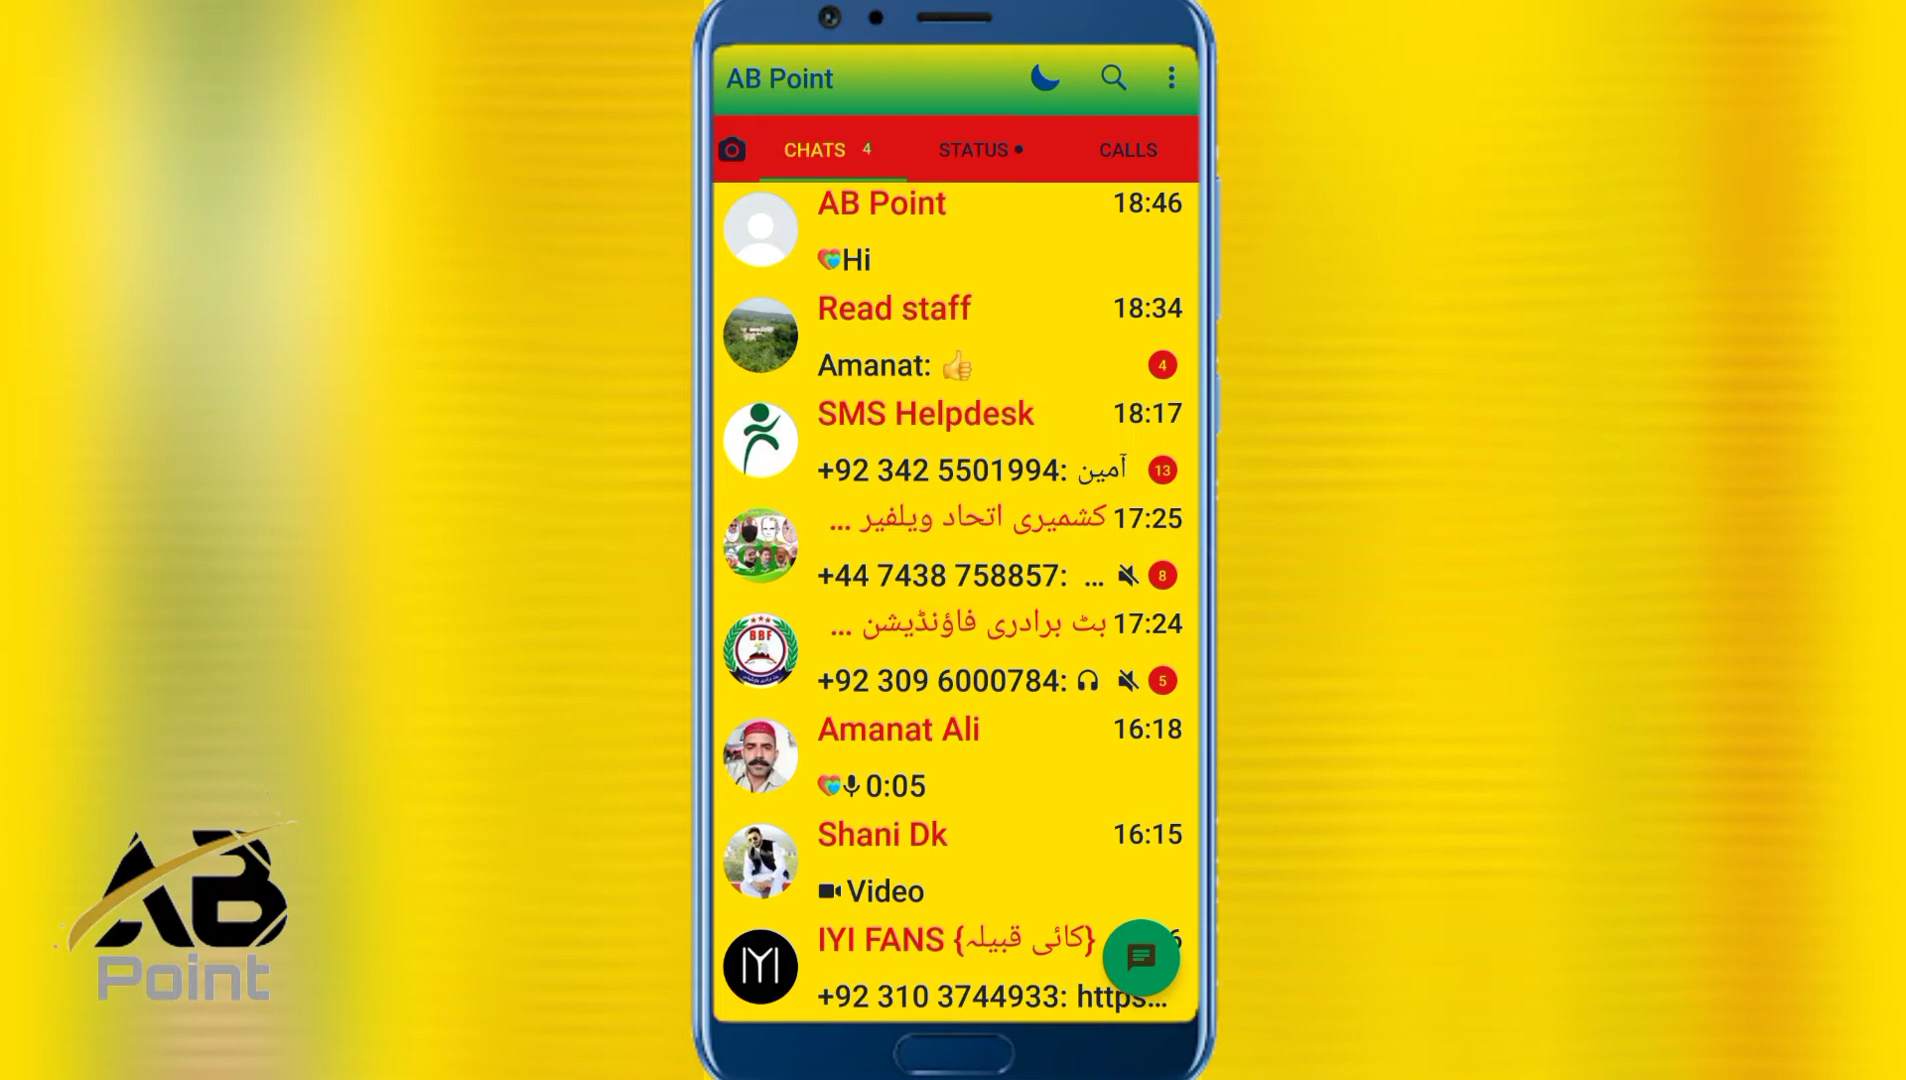 AB Point
CHATS 4 STATUS CALLS
AB Point 18:46
Hi
Read staff 18:34
Amanat: 👍 4
SMS Helpdesk 18:17
+92 342 5501994: آمین 13
کشمیری اتحاد ویلفیر ... 17:25
+44 7438 758857: ... 8
بٹ برادری فاؤنڈیشن ... 17:24
BBF
+92 309 6000784: 5
Amanat Ali 16:18
0:05
Shani Dk 16:15
Video
IYI FANS {کائی قبیلہ} 6
IYI
+92 310 3744933: https...
AB
Point